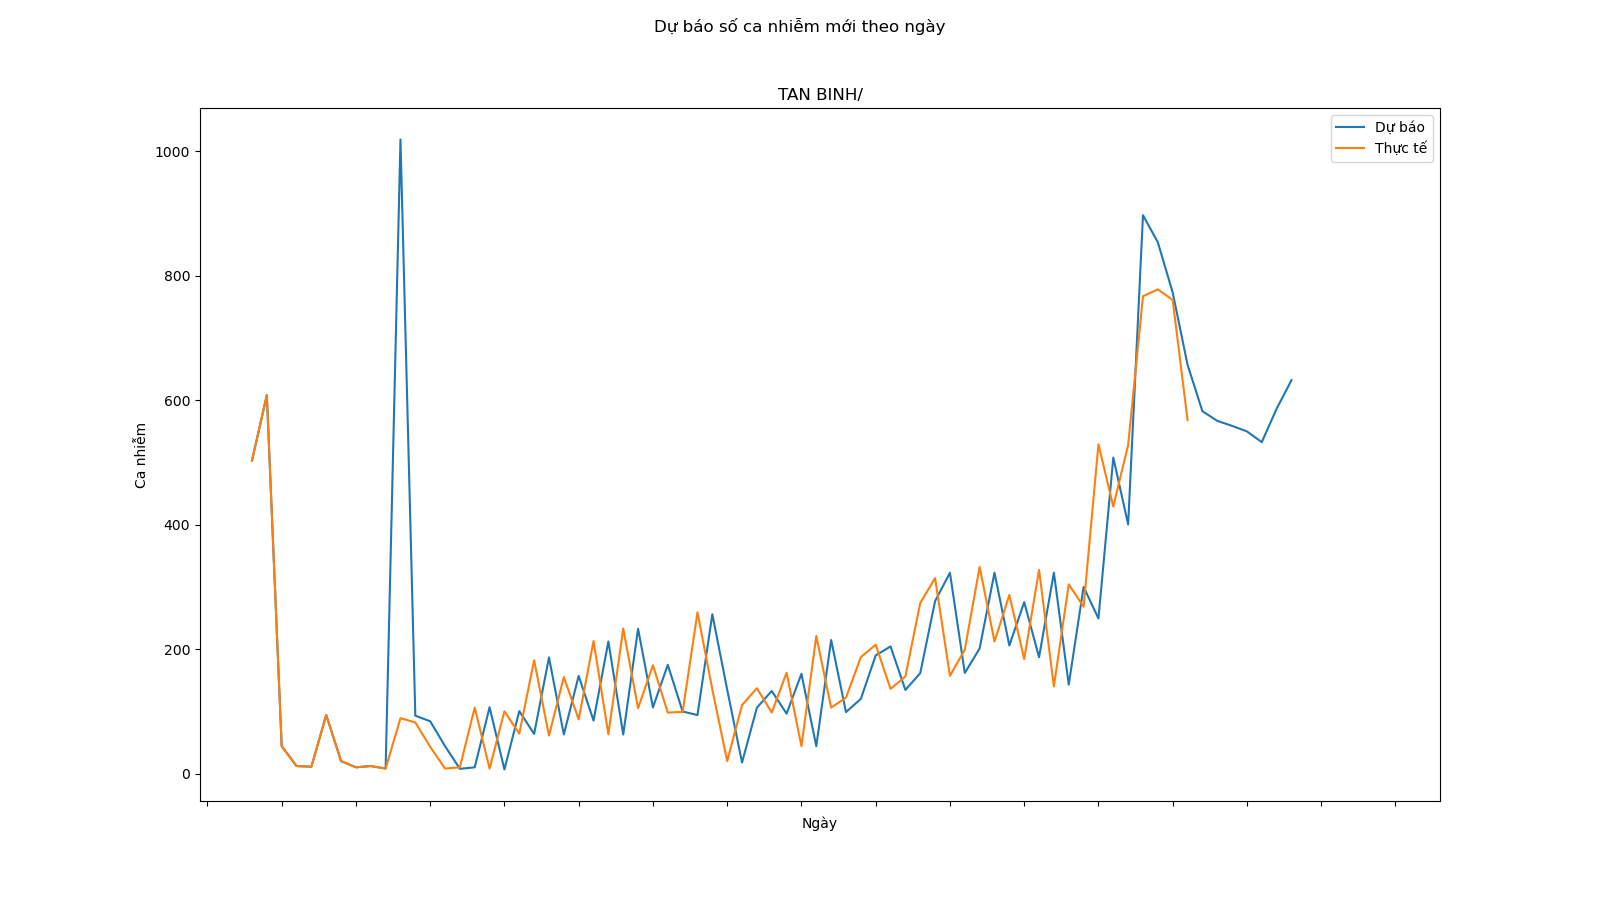 Dự báo số ca nhiễm mới theo ngày
TAN BINH/
Dự báo
Thực tế
1000
800
600
400
200
0
Ca nhiễm
Ngày